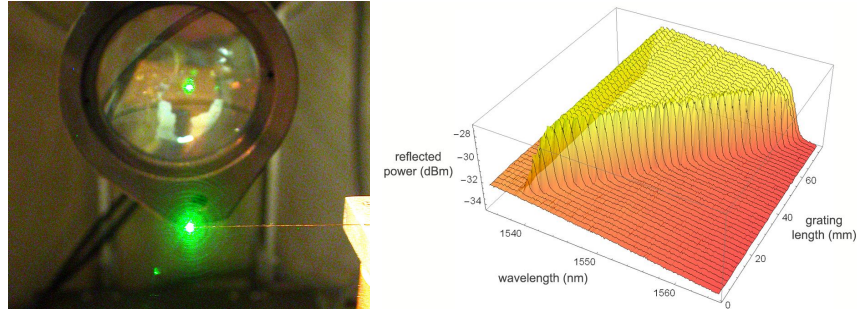 −28
−30
reflected
power (dBm)
−32
−34
1540
1550
1560
wavelength (nm)
0
20
40
60
grating
length (mm)